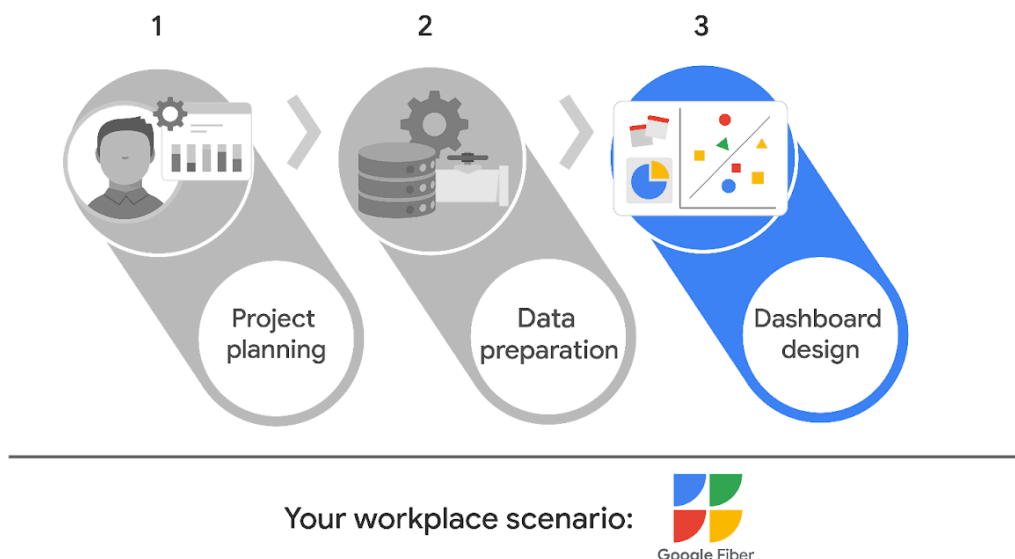 1
2
3
Project
planning
Data
preparation
Dashboard
design
Your workplace scenario:
Google Fiber